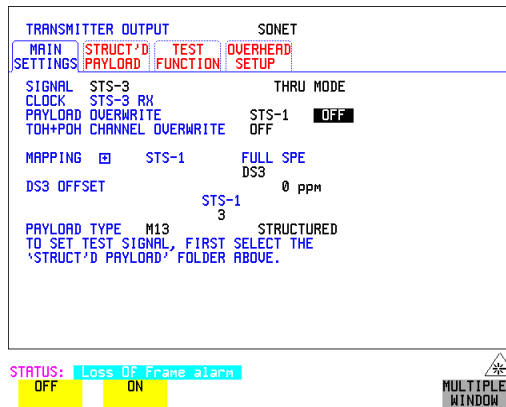 TRANSMITTER OUTPUT SONET
MAIN SETTINGS STRUCT'D PAYLOAD TEST FUNCTION OVERHEAD SETUP
SIGNAL STS-3 THRU MODE
CLOCK STS-3 RX
PAYLOAD OVERWRITE STS-1 OFF
TOH+POH CHANNEL OVERWRITE OFF
MAPPING + STS-1 FULL SPE
DS3
DS3 OFFSET 0 ppm
STS-1
3
PAYLOAD TYPE M13 STRUCTURED
TO SET TEST SIGNAL, FIRST SELECT THE
'STRUCT'D PAYLOAD' FOLDER ABOVE.
STATUS: Loss Of Frame alarm
OFF ON MULTIPLE WINDOW